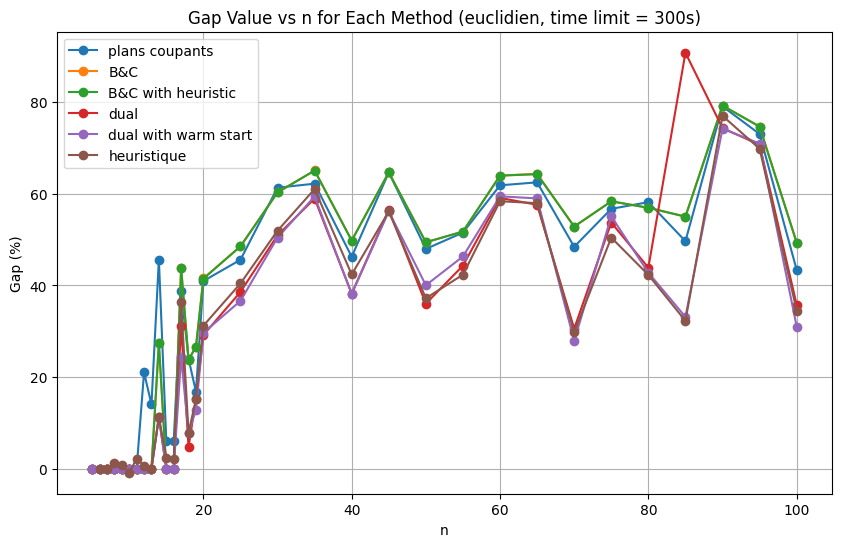 Gap Value vs n for Each Method (euclidien, time limit = 300s)
plans coupants
B&C
B&C with heuristic
dual
dual with warm start
heuristique
Gap (%)
80
60
40
20
0
20
40
60
80
100
n